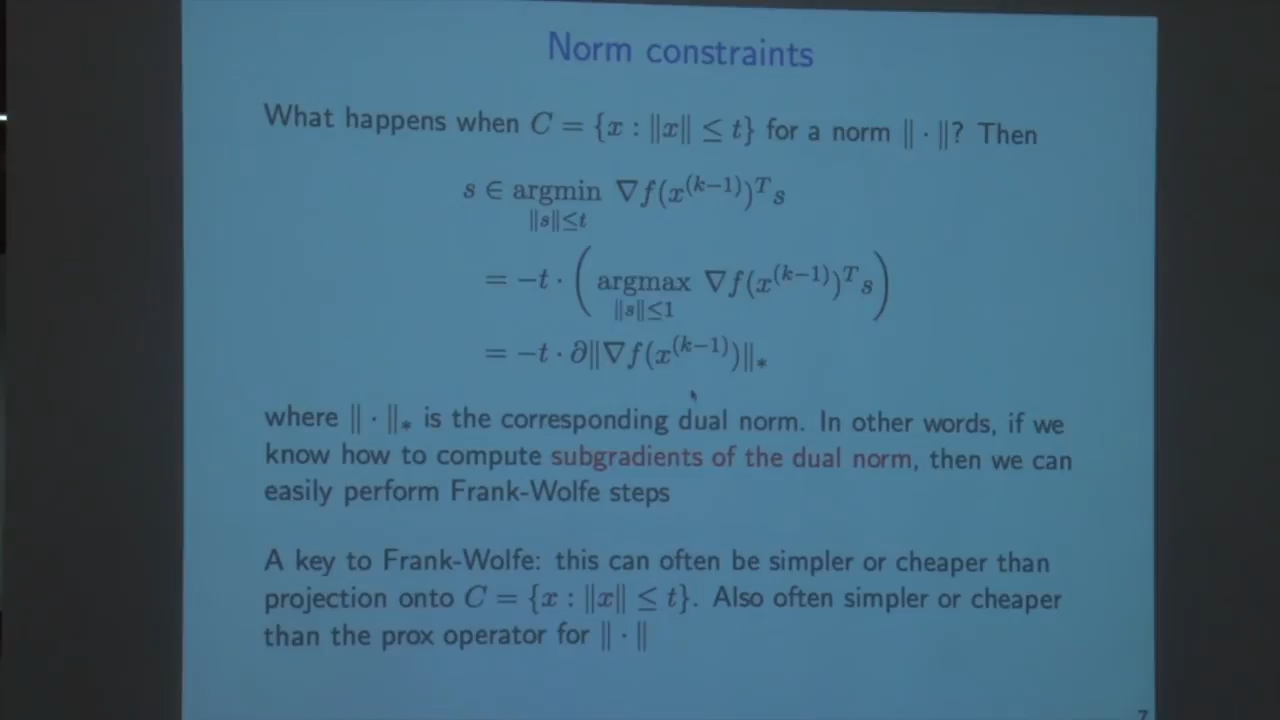 Norm constraints
What happens when C = {x : ‖x‖ ≤ t} for a norm ‖ · ‖? Then
s ∈ argmin ∇f(x^(k−1))^T s
‖s‖≤t
= −t · ( argmax ∇f(x^(k−1))^T s )
‖s‖≤1
= −t · ∂‖∇f(x^(k−1))‖_*
where ‖ · ‖_* is the corresponding dual norm. In other words, if we
know how to compute subgradients of the dual norm, then we can
easily perform Frank-Wolfe steps
A key to Frank-Wolfe: this can often be simpler or cheaper than
projection onto C = {x : ‖x‖ ≤ t}. Also often simpler or cheaper
than the prox operator for ‖ · ‖
7